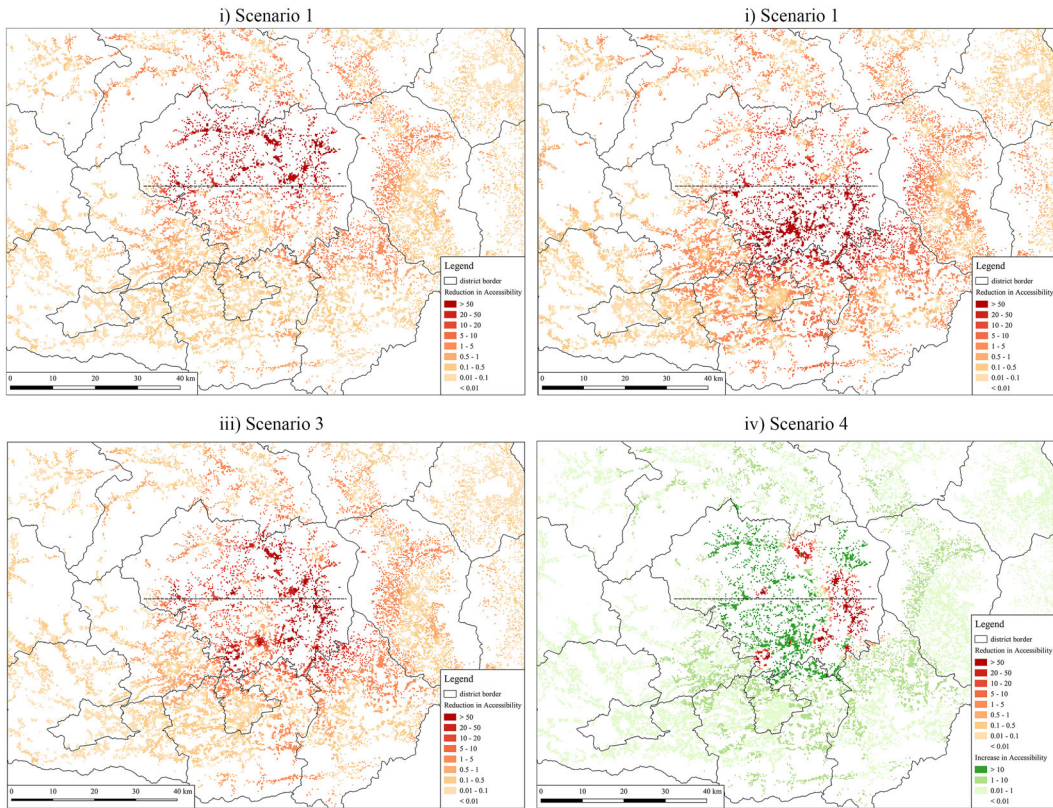 i) Scenario 1
Legend
district border
Reduction in Accessibility
> 50
20 - 50
10 - 20
5 - 10
1 - 5
0.5 - 1
0.1 - 0.5
0.01 - 0.1
< 0.01
0 10 20 30 40 km
i) Scenario 1
Legend
district border
Reduction in Accessibility
> 50
20 - 50
10 - 20
5 - 10
1 - 5
0.5 - 1
0.1 - 0.5
0.01 - 0.1
< 0.01
0 10 20 30 40 km
iii) Scenario 3
Legend
district border
Reduction in Accessibility
> 50
20 - 50
10 - 20
5 - 10
1 - 5
0.5 - 1
0.1 - 0.5
0.01 - 0.1
< 0.01
0 10 20 30 40 km
iv) Scenario 4
Legend
district border
Reduction in Accessibility
> 50
20 - 50
10 - 20
5 - 10
1 - 5
0.5 - 1
0.1 - 0.5
0.01 - 0.1
< 0.01
Increase in Accessibility
> 10
1 - 10
0.01 - 1
< 0.01
0 10 20 30 40 km